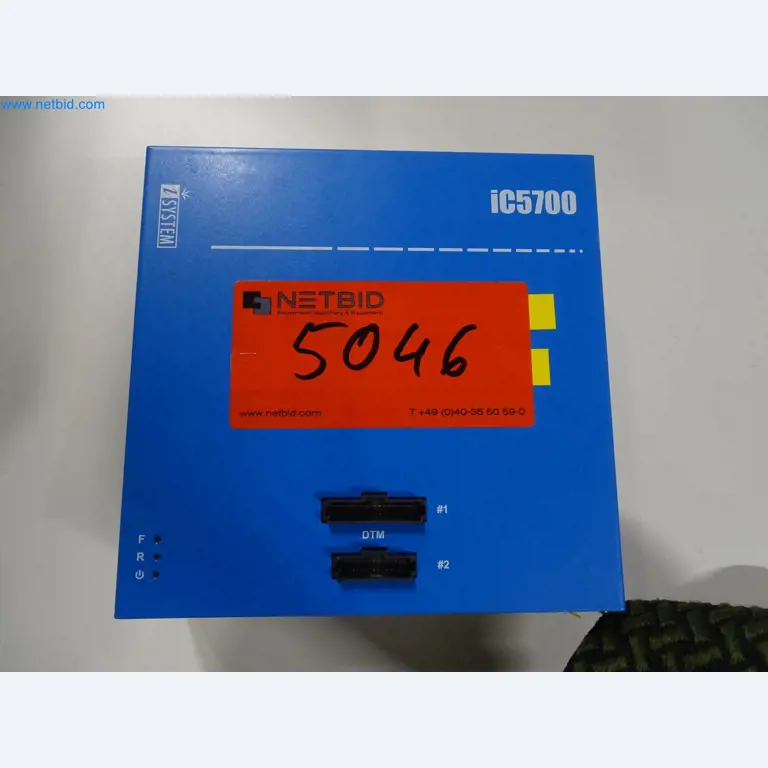 www.netbid.com
iSYSTEM
iC5700
NETBID
5046
www.netbid.com
T +49 (0)40-35 50 59-0
#1
DTM
F
R
#2